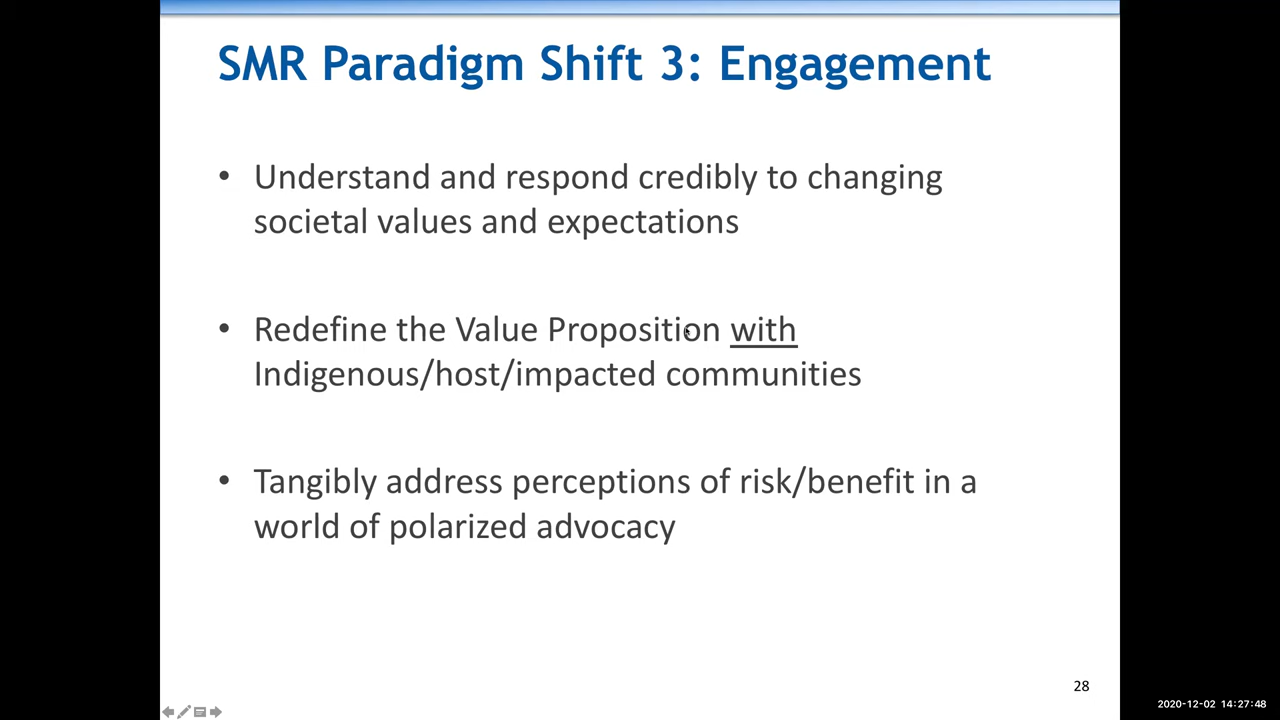 SMR Paradigm Shift 3: Engagement
• Understand and respond credibly to changing
societal values and expectations
• Redefine the Value Proposition with
Indigenous/host/impacted communities
• Tangibly address perceptions of risk/benefit in a
world of polarized advocacy
28
2020-12-02 14:27:48